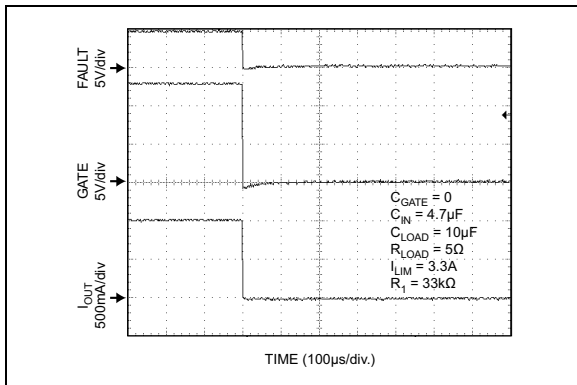 FAULT
5V/div
GATE
5V/div
I_OUT
500mA/div
C_GATE = 0
C_IN = 4.7µF
C_LOAD = 10µF
R_LOAD = 5Ω
I_LIM = 3.3A
R_1 = 33kΩ
TIME (100µs/div.)